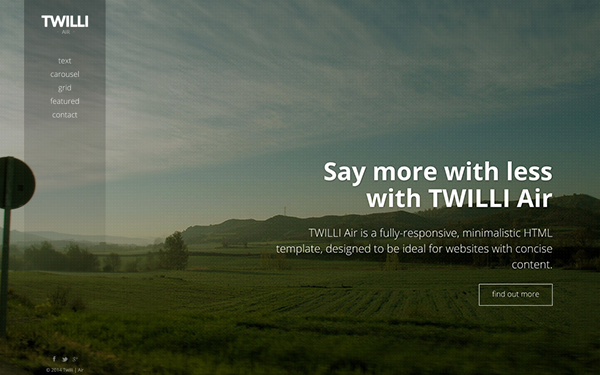 TWILLI
Air
text
carousel
grid
featured
contact
Say more with less
with TWILLI Air
TWILLI Air is a fully-responsive, minimalistic HTML
template, designed to be ideal for websites with concise
content.
find out more
© 2014 Twilli | Air